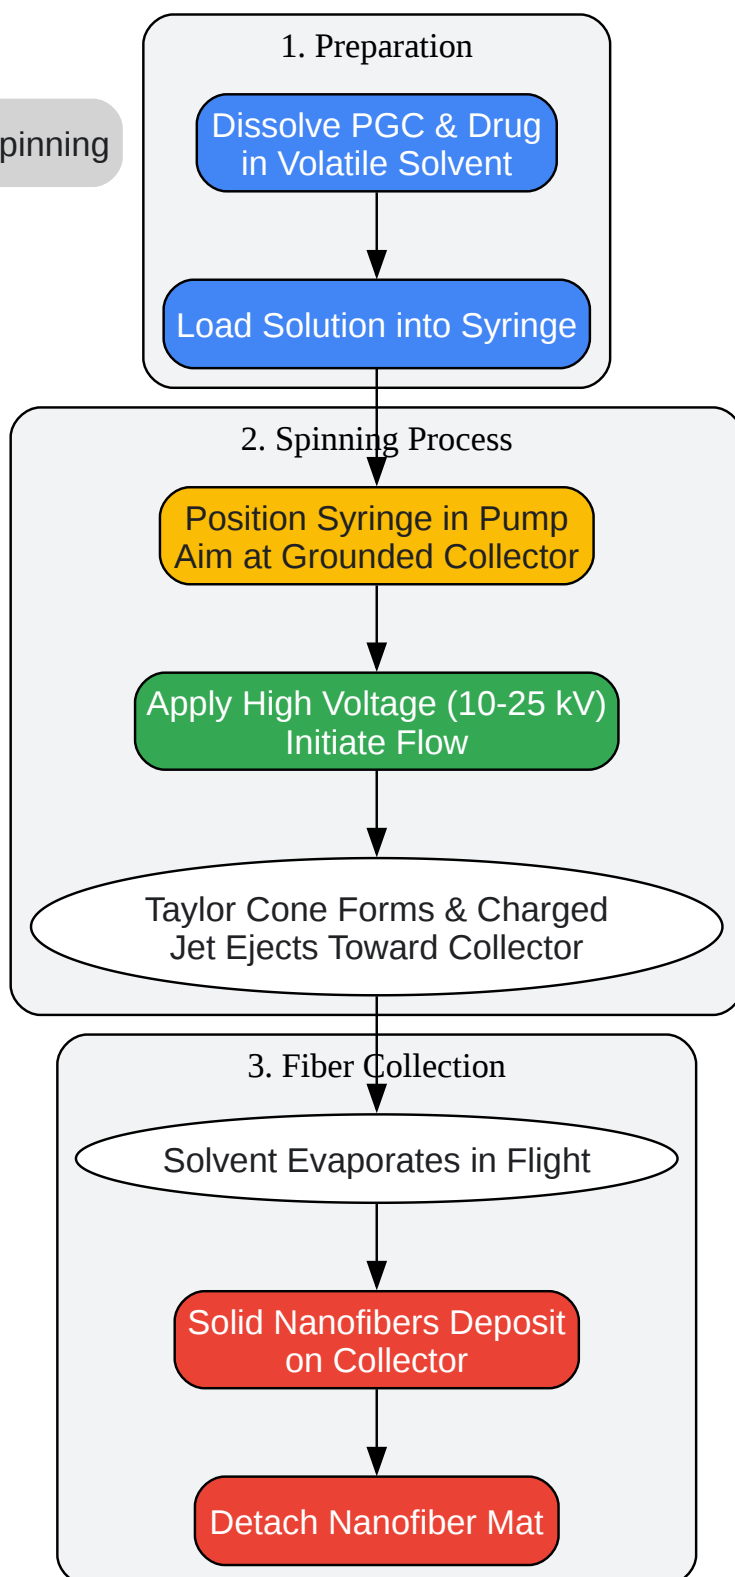 1. Preparation
pinning
Dissolve PGC & Drug
in Volatile Solvent
Load Solution into Syringe
2. Spinning Process
Position Syringe in Pump
Aim at Grounded Collector
Apply High Voltage (10-25 kV)
Initiate Flow
Taylor Cone Forms & Charged
Jet Ejects Toward Collector
3. Fiber Collection
Solvent Evaporates in Flight
Solid Nanofibers Deposit
on Collector
Detach Nanofiber Mat